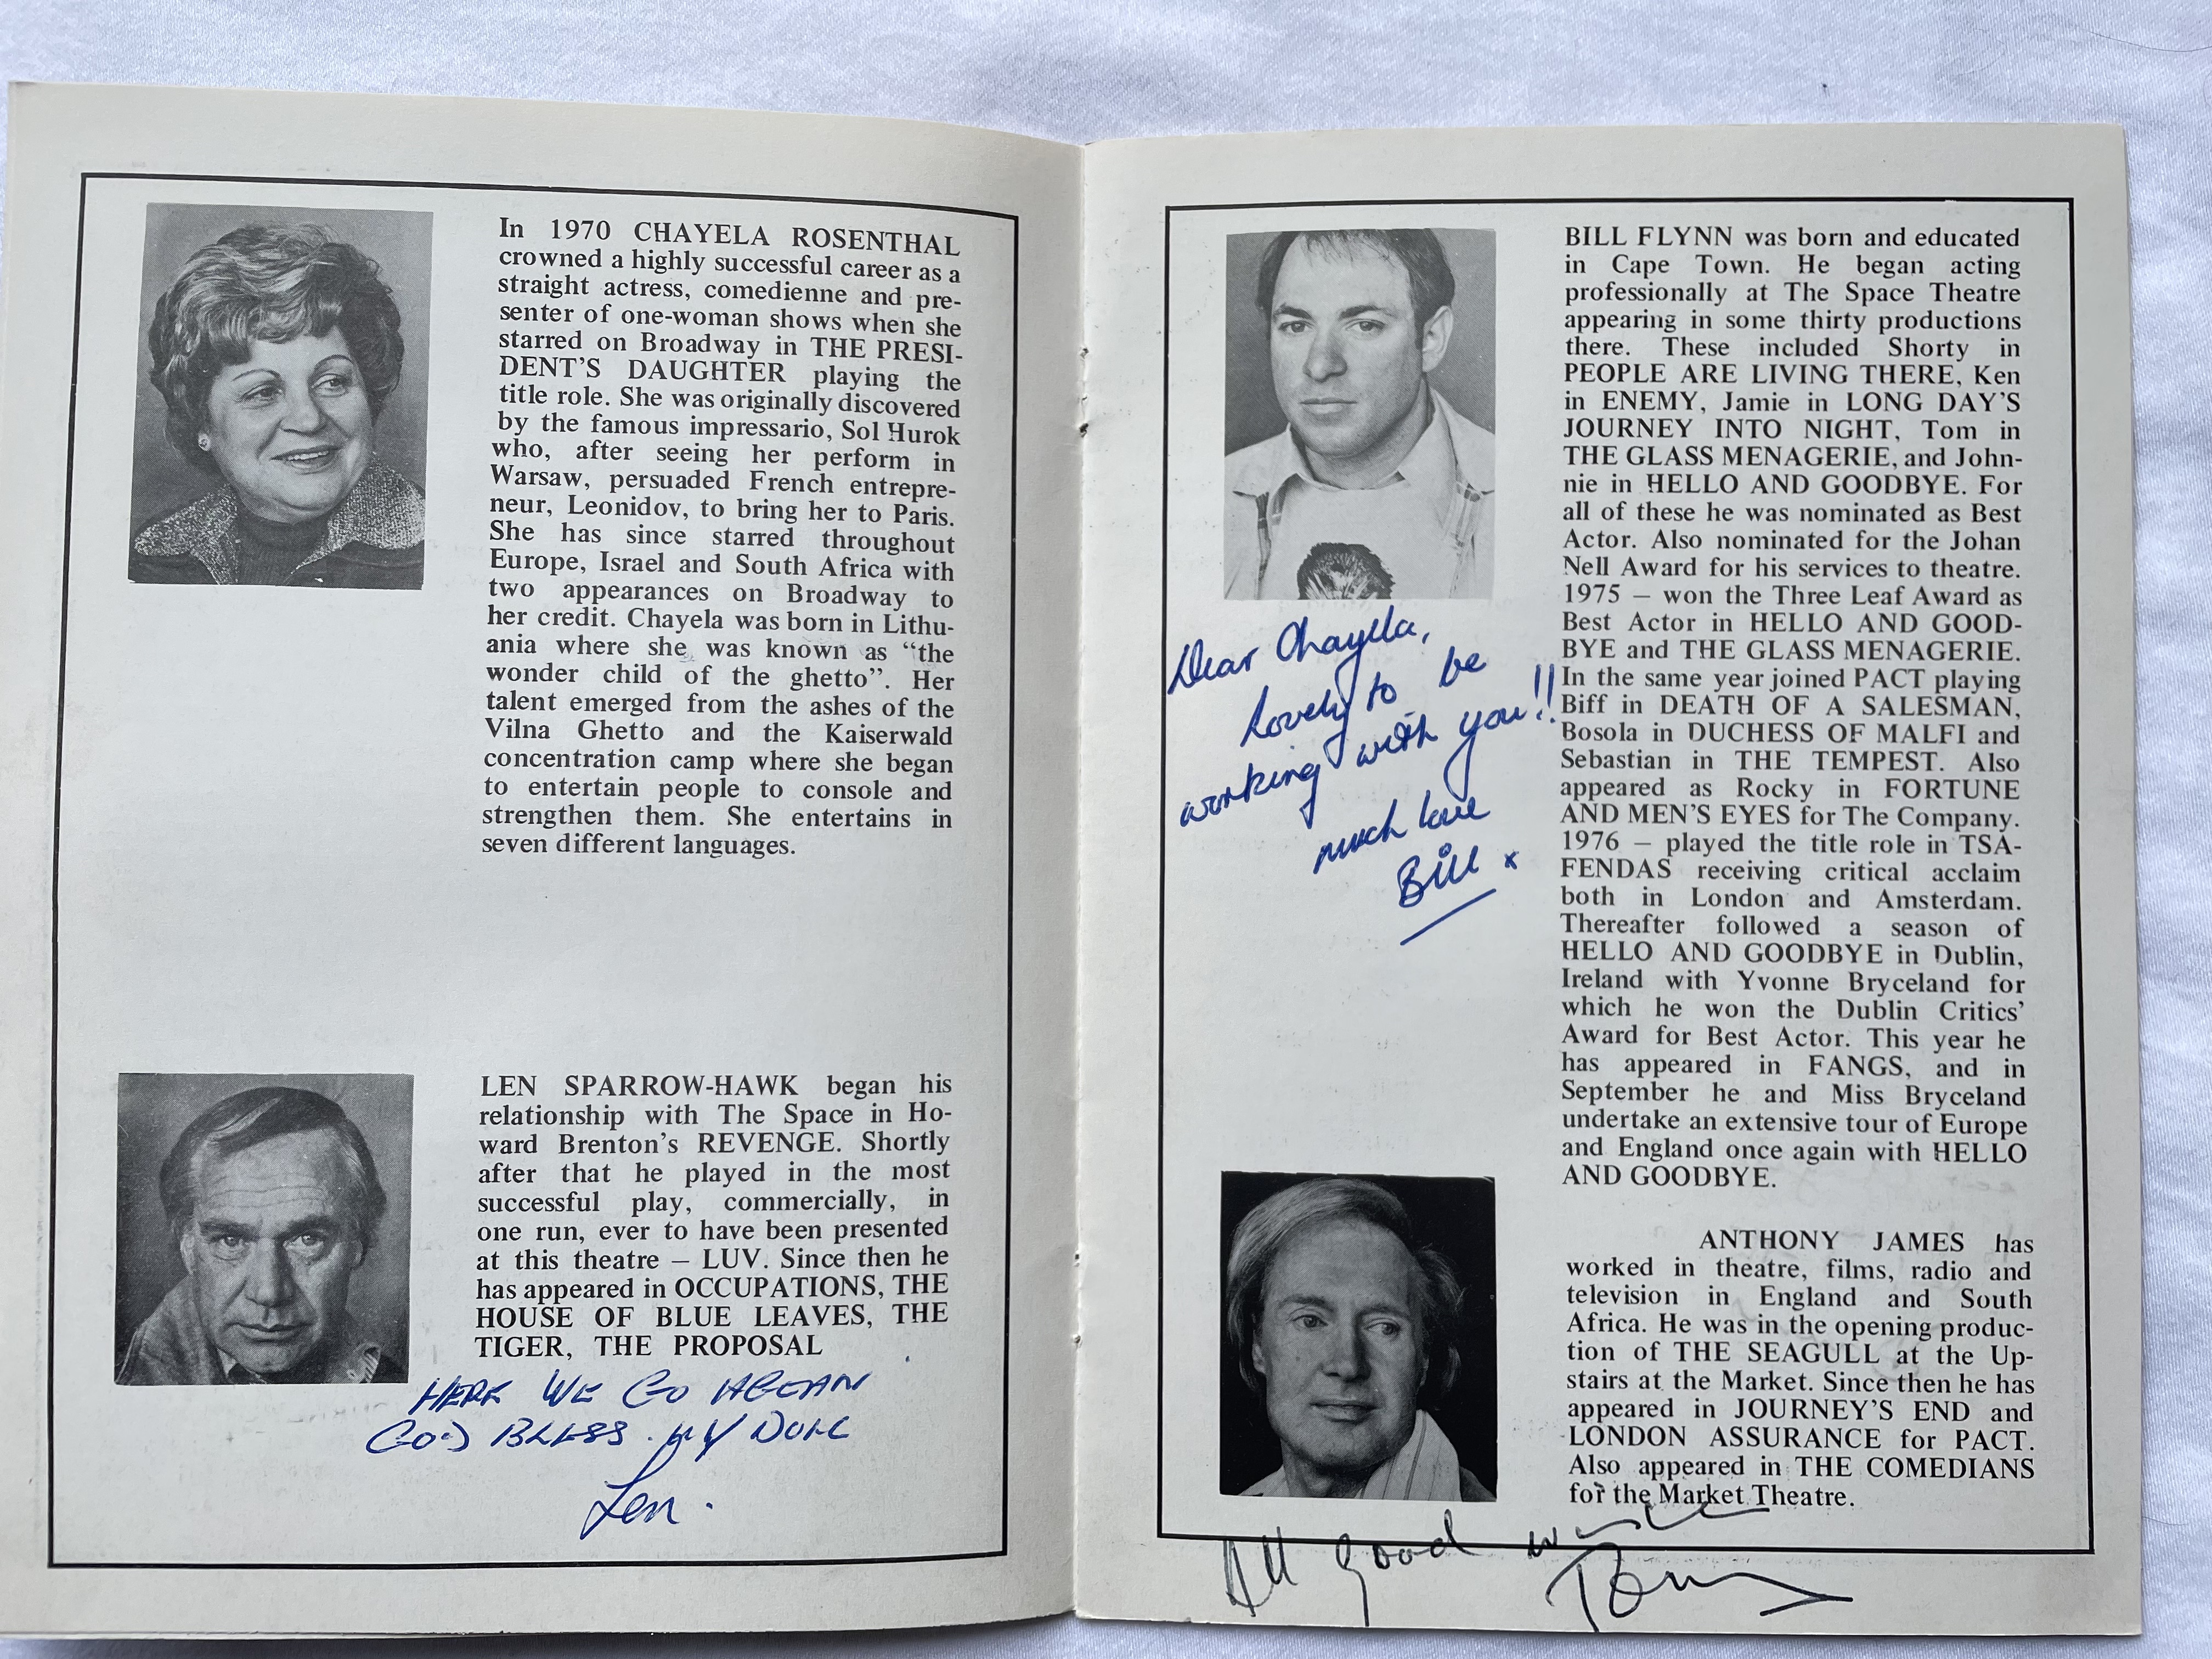 In 1970 CHAYELA ROSENTHAL
crowned a highly successful career as a
straight actress, comedienne and pre-
senter of one-woman shows when she
starred on Broadway in THE PRESI-
DENT'S DAUGHTER playing the
title role. She was originally discovered
by the famous impressario, Sol Hurok
who, after seeing her perform in
Warsaw, persuaded French entrepre-
neur, Leonidov, to bring her to Paris.
She has since starred throughout
Europe, Israel and South Africa with
two appearances on Broadway to
her credit. Chayela was born in Lithu-
ania where she was known as “the
wonder child of the ghetto”. Her
talent emerged from the ashes of the
Vilna Ghetto and the Kaiserwald
concentration camp where she began
to entertain people to console and
strengthen them. She entertains in
seven different languages.
LEN SPARROW-HAWK began his
relationship with The Space in Ho-
ward Brenton's REVENGE. Shortly
after that he played in the most
successful play, commercially, in
one run, ever to have been presented
at this theatre – LUV. Since then he
has appeared in OCCUPATIONS, THE
HOUSE OF BLUE LEAVES, THE
TIGER, THE PROPOSAL
HERE WE GO AGEAN
GOD BLESS MY DOLL
Len.
BILL FLYNN was born and educated
in Cape Town. He began acting
professionally at The Space Theatre
appearing in some thirty productions
there. These included Shorty in
PEOPLE ARE LIVING THERE, Ken
in ENEMY, Jamie in LONG DAY'S
JOURNEY INTO NIGHT, Tom in
THE GLASS MENAGERIE, and John-
nie in HELLO AND GOODBYE. For
all of these he was nominated as Best
Actor. Also nominated for the Johan
Nell Award for his services to theatre.
1975 – won the Three Leaf Award as
Best Actor in HELLO AND GOOD-
BYE and THE GLASS MENAGERIE.
In the same year joined PACT playing
Biff in DEATH OF A SALESMAN,
Bosola in DUCHESS OF MALFI and
Sebastian in THE TEMPEST. Also
appeared as Rocky in FORTUNE
AND MEN'S EYES for The Company.
1976 – played the title role in TSA-
FENDAS receiving critical acclaim
both in London and Amsterdam.
Thereafter followed a season of
HELLO AND GOODBYE in Dublin,
Ireland with Yvonne Bryceland for
which he won the Dublin Critics'
Award for Best Actor. This year he
has appeared in FANGS, and in
September he and Miss Bryceland
undertake an extensive tour of Europe
and England once again with HELLO
AND GOODBYE.
Dear Chayela,
Lovely to be
working with you!!
much love
Bill x
ANTHONY JAMES has
worked in theatre, films, radio and
television in England and South
Africa. He was in the opening produc-
tion of THE SEAGULL at the Up-
stairs at the Market. Since then he has
appeared in JOURNEY'S END and
LONDON ASSURANCE for PACT.
Also appeared in THE COMEDIANS
for the Market Theatre.
All good